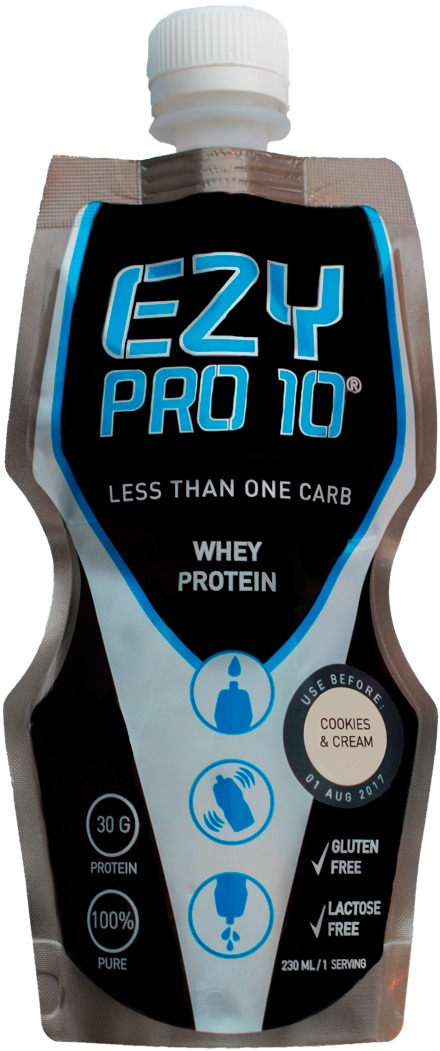 EZY
PRO 10®
LESS THAN ONE CARB
WHEY
PROTEIN
USE BEFORE:
COOKIES
& CREAM
01 AUG 2017
30 G
PROTEIN
100%
PURE
GLUTEN
FREE
LACTOSE
FREE
230 ML/1 SERVING